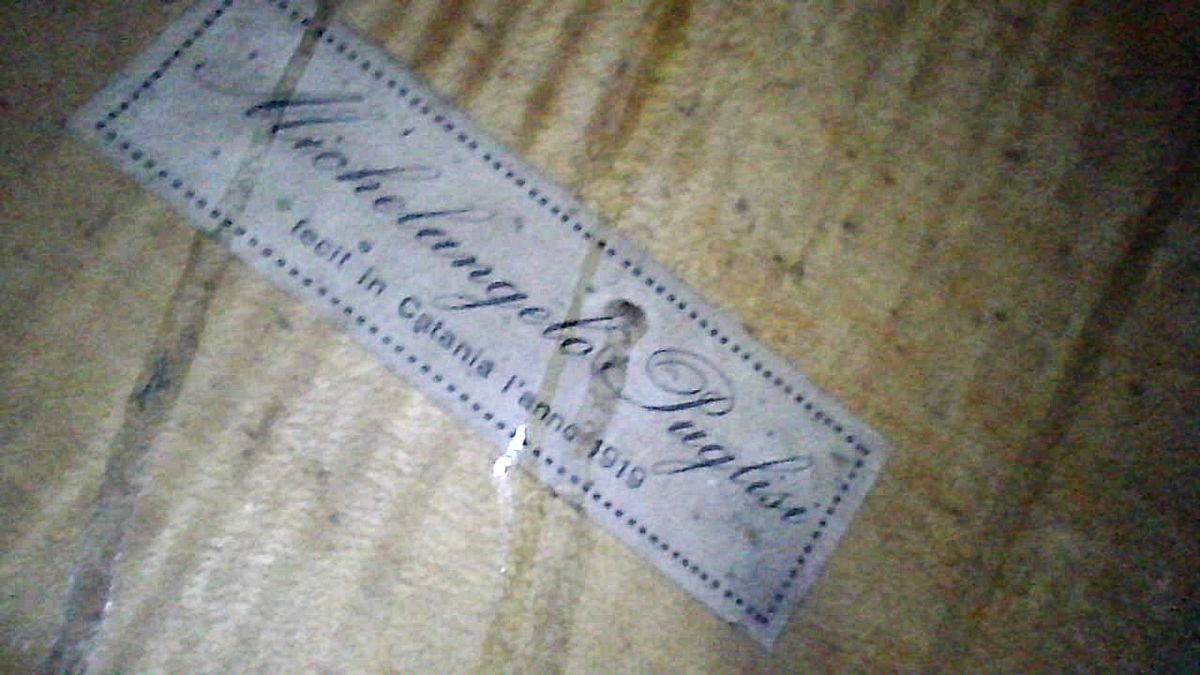 Michelangelo Puglisi
fecit in Catania l'anno 1919